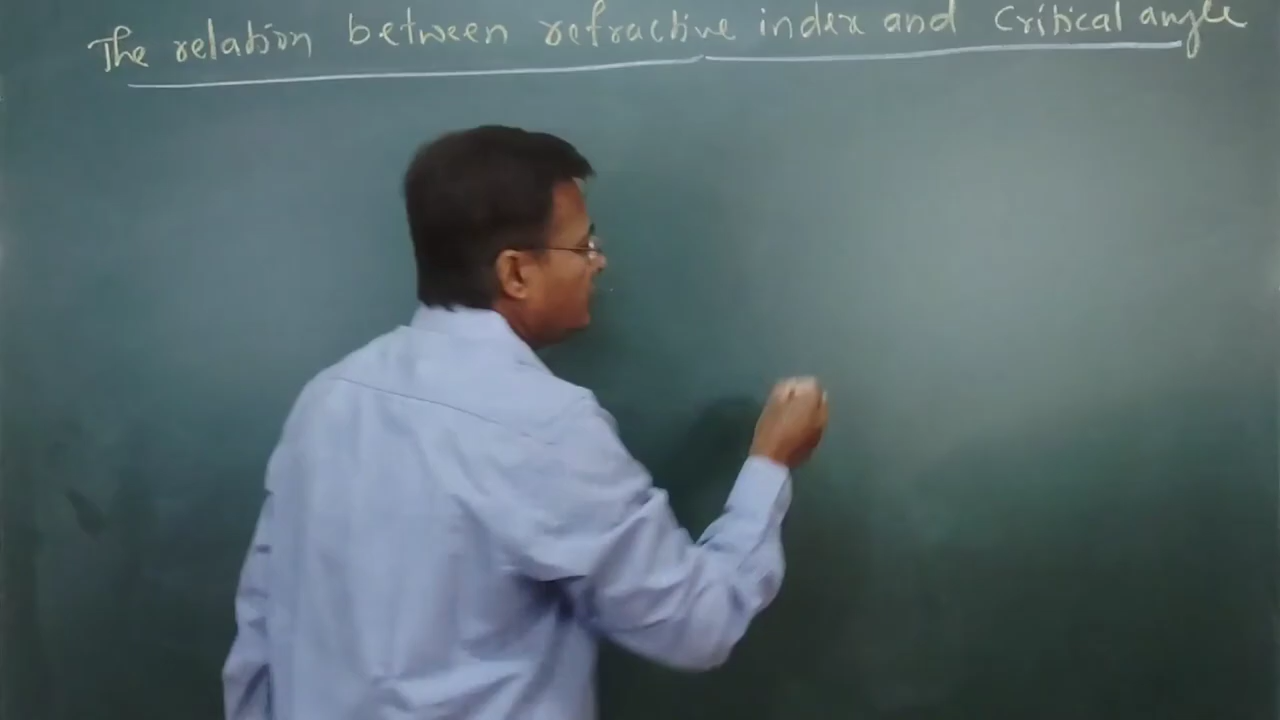 The relation between refractive index and Critical angle